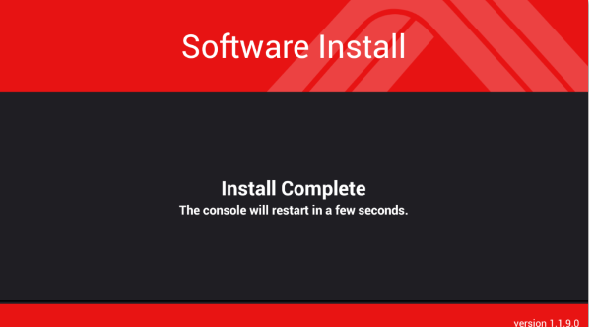 Software Install
Install Complete
The console will restart in a few seconds.
version 1.1.9.0